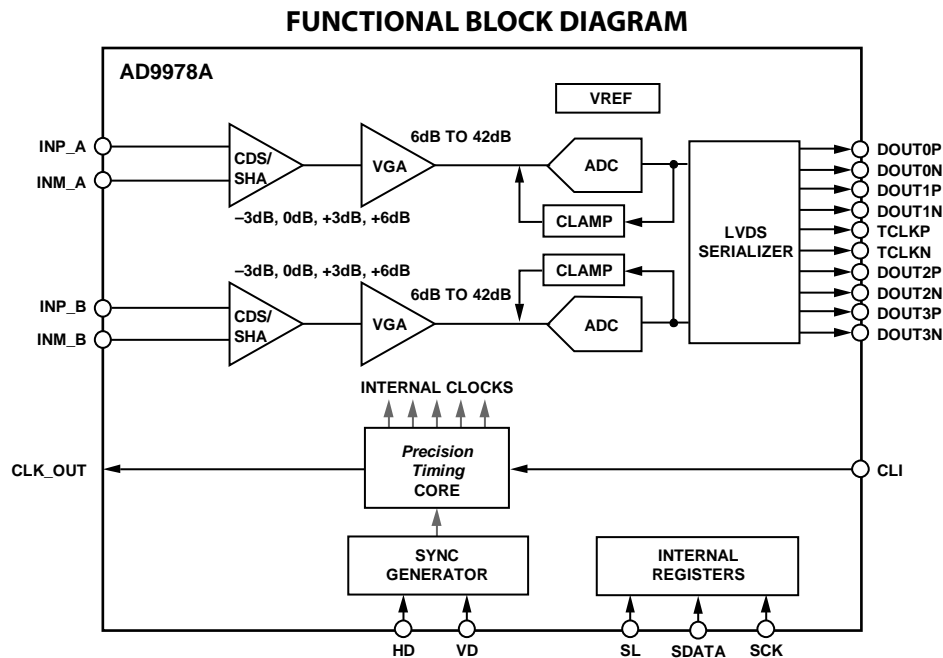 FUNCTIONAL BLOCK DIAGRAM
AD9978A
VREF
INP_A
INM_A
CDS/
SHA
–3dB, 0dB, +3dB, +6dB
VGA
6dB TO 42dB
ADC
CLAMP
INP_B
INM_B
CDS/
SHA
–3dB, 0dB, +3dB, +6dB
VGA
6dB TO 42dB
CLAMP
ADC
LVDS
SERIALIZER
DOUT0P
DOUT0N
DOUT1P
DOUT1N
TCLKP
TCLKN
DOUT2P
DOUT2N
DOUT3P
DOUT3N
INTERNAL CLOCKS
Precision
Timing
CORE
CLK_OUT
CLI
SYNC
GENERATOR
INTERNAL
REGISTERS
HD
VD
SL
SDATA
SCK